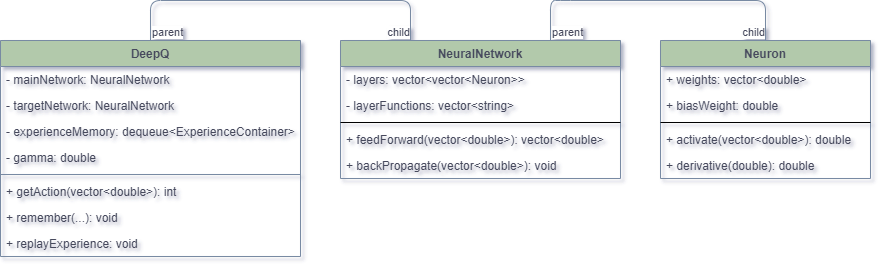 parent
child
parent
child
DeepQ
- mainNetwork: NeuralNetwork
- targetNetwork: NeuralNetwork
- experienceMemory: dequeue<ExperienceContainer>
- gamma: double
+ getAction(vector<double>): int
+ remember(...): void
+ replayExperience: void
NeuralNetwork
- layers: vector<vector<Neuron>>
- layerFunctions: vector<string>
+ feedForward(vector<double>): vector<double>
+ backPropagate(vector<double>): void
Neuron
+ weights: vector<double>
+ biasWeight: double
+ activate(vector<double>): double
+ derivative(double): double